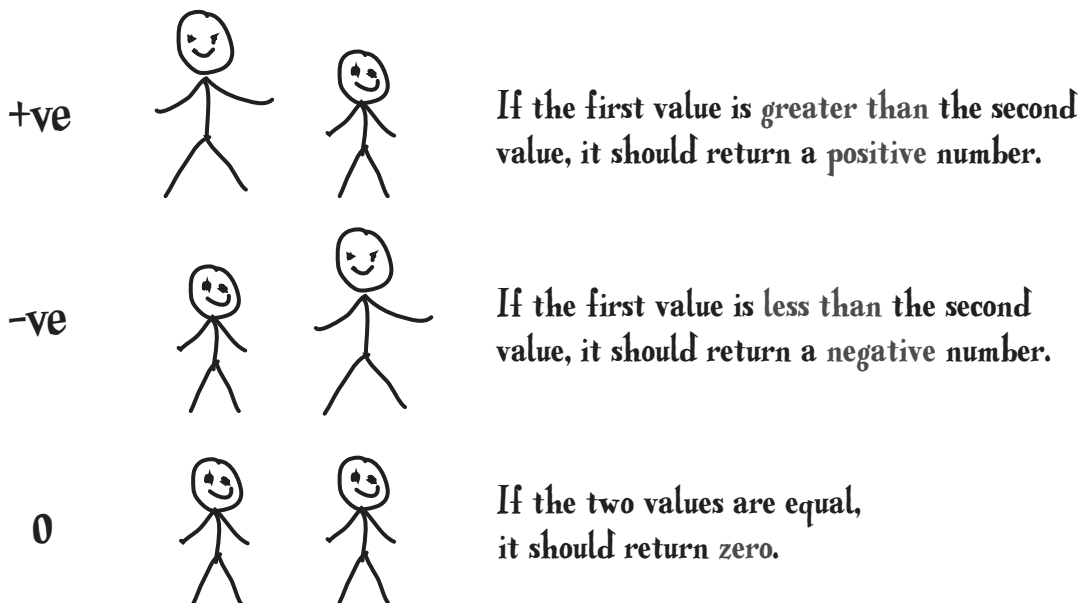 +ve
If the first value is greater than the second
value, it should return a positive number.
-ve
If the first value is less than the second
value, it should return a negative number.
0
If the two values are equal,
it should return zero.